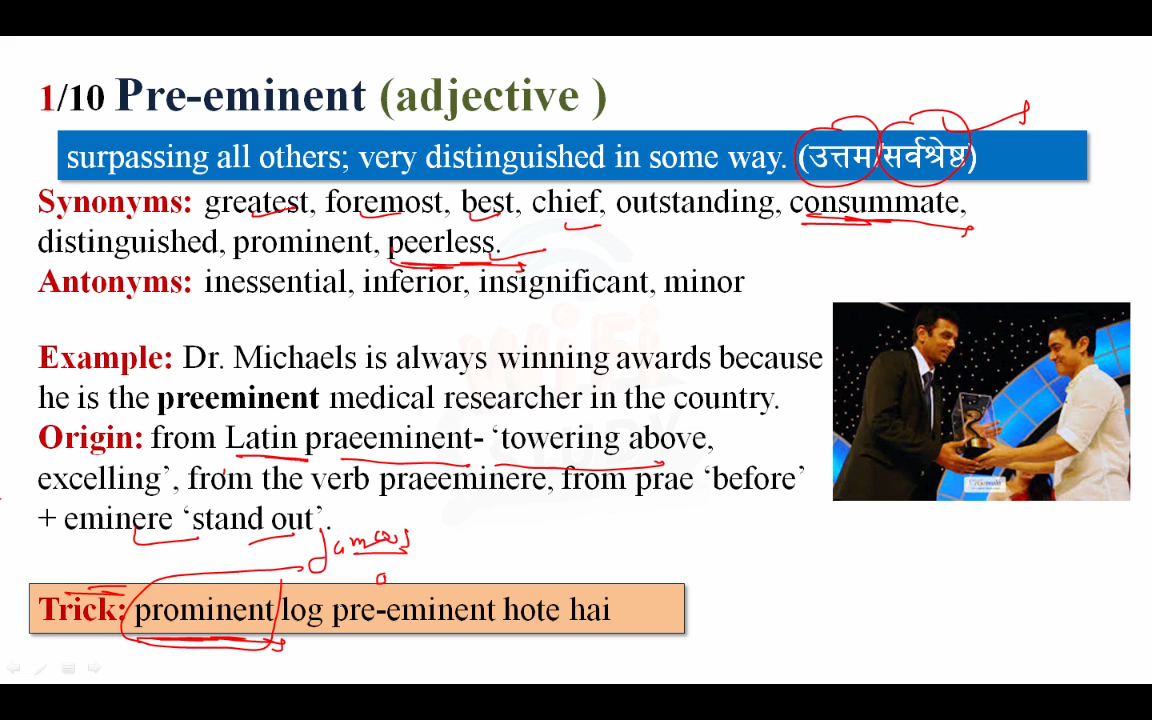 1/10 Pre-eminent (adjective )
surpassing all others; very distinguished in some way. (उत्तम/सर्वश्रेष्ठ)
Synonyms: greatest, foremost, best, chief, outstanding, consummate,
distinguished, prominent, peerless.
Antonyms: inessential, inferior, insignificant, minor
WiFi
STUDY
Example: Dr. Michaels is always winning awards because
he is the preeminent medical researcher in the country.
Origin: from Latin praeeminent- ‘towering above,
excelling’, from the verb praeeminere, from prae ‘before’
+ eminere ‘stand out’.
Trick: prominent log pre-eminent hote hai